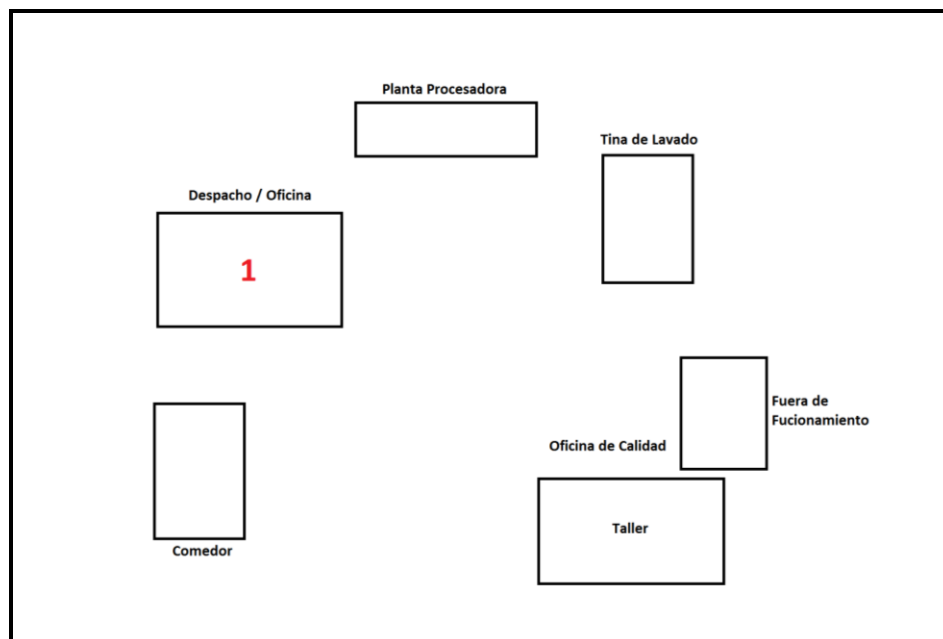 Planta Procesadora
Tina de Lavado
Despacho / Oficina
1
Fuera de
Fucionamiento
Oficina de Calidad
Taller
Comedor